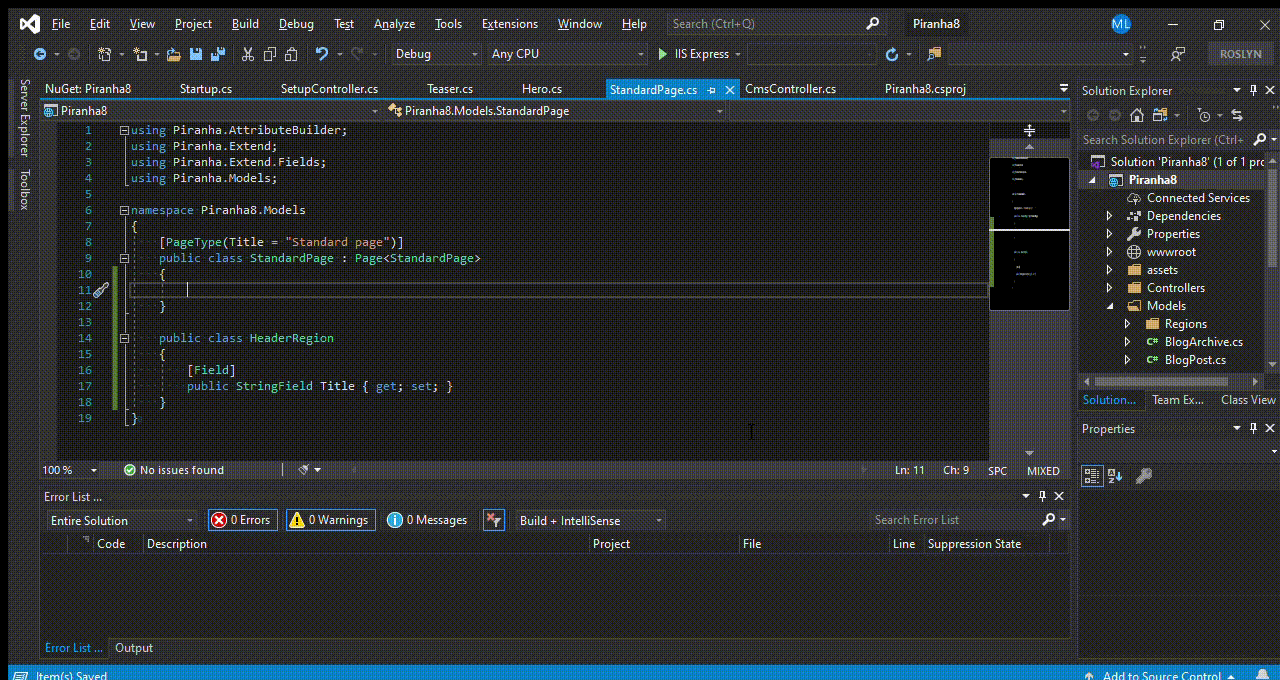 File Edit View Project Build Debug Test Analyze Tools Extensions Window Help Search (Ctrl+Q) Piranha8 ML
Debug Any CPU IIS Express ROSLYN
Server Explorer
Toolbox
NuGet: Piranha8 Startup.cs SetupController.cs Teaser.cs Hero.cs StandardPage.cs CmsController.cs Piranha8.csproj
Piranha8 Piranha8.Models.StandardPage
1 using Piranha.AttributeBuilder;
2 using Piranha.Extend;
3 using Piranha.Extend.Fields;
4 using Piranha.Models;
5
6 namespace Piranha8.Models
7 {
8 [PageType(Title = "Standard page")]
9 public class StandardPage : Page<StandardPage>
10 {
11
12 }
13
14 public class HeaderRegion
15 {
16 [Field]
17 public StringField Title { get; set; }
18 }
19 }
100 % No issues found Ln: 11 Ch: 9 SPC MIXED
Solution Explorer
Search Solution Explorer (Ctrl+
Solution 'Piranha8' (1 of 1 prc
Piranha8
Connected Services
Dependencies
Properties
wwwroot
assets
Controllers
Models
Regions
C# BlogArchive.cs
C# BlogPost.cs
Solution... Team Ex... Class View
Properties
Error List ...
Entire Solution 0 Errors 0 Warnings 0 Messages Build + IntelliSense Search Error List
Code Description Project File Line Suppression State
Error List ... Output
Item(s) Saved Add to Source Control